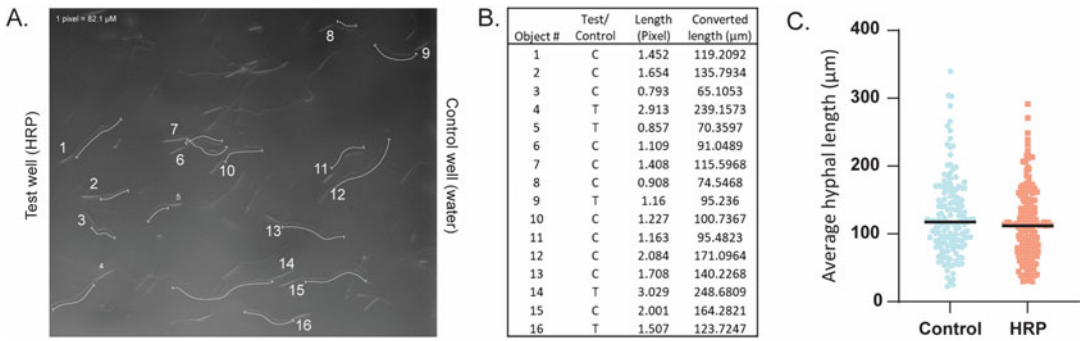 A.
1 pixel = 82.1 µM
Test well (HRP)
Control well (water)
8
9
1
7
6
10
11
12
2
5
3
13
4
14
15
16
B.
Object # Test/ Control Length (Pixel) Converted length (µm)
1 C 1.452 119.2092
2 C 1.654 135.7934
3 C 0.793 65.1053
4 T 2.913 239.1573
5 T 0.857 70.3597
6 C 1.109 91.0489
7 C 1.408 115.5968
8 C 0.908 74.5468
9 T 1.16 95.236
10 C 1.227 100.7367
11 C 1.163 95.4823
12 C 2.084 171.0964
13 C 1.708 140.2268
14 T 3.029 248.6809
15 C 2.001 164.2821
16 T 1.507 123.7247
C.
Average hyphal length (µm)
400
300
200
100
0
Control HRP